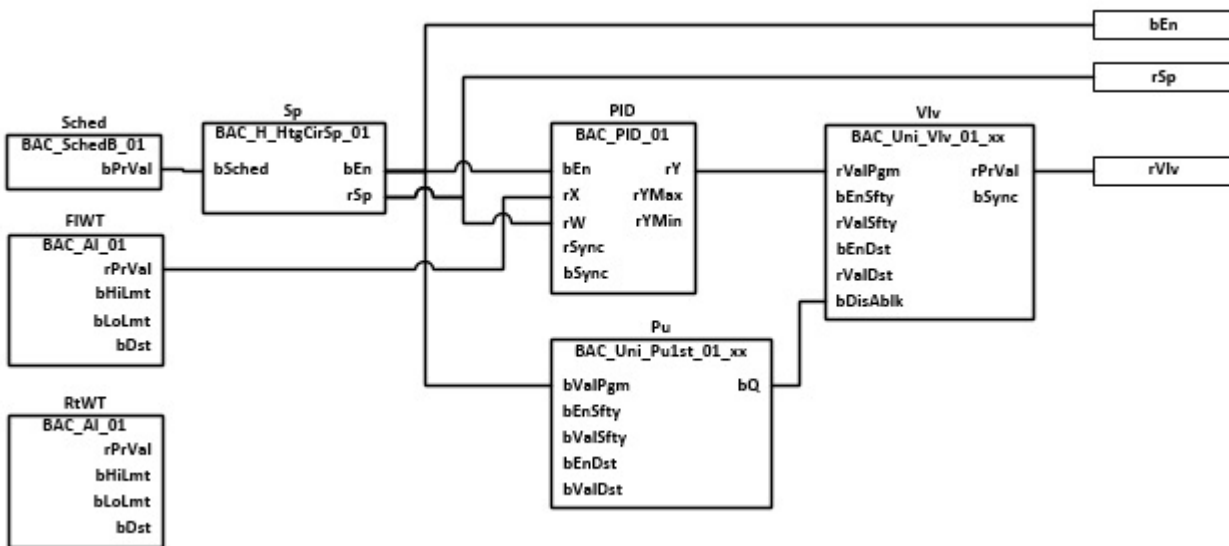 bEn
rSp
Sched
BAC_SchedB_01
bPrVal
Sp
BAC_H_HtgCirSp_01
bSched
bEn
rSp
PID
BAC_PID_01
bEn
rY
rX
rYMax
rW
rYMin
rSync
bSync
Vlv
BAC_Uni_Vlv_01_xx
rValPgm
rPrVal
bEnSfty
bSync
rValSfty
bEnDst
rValDst
bDisAblk
rVlv
FlWT
BAC_AI_01
rPrVal
bHiLmt
bLoLmt
bDst
Pu
BAC_Uni_Pu1st_01_xx
bValPgm
bQ
bEnSfty
bValSfty
bEnDst
bValDst
RtWT
BAC_AI_01
rPrVal
bHiLmt
bLoLmt
bDst